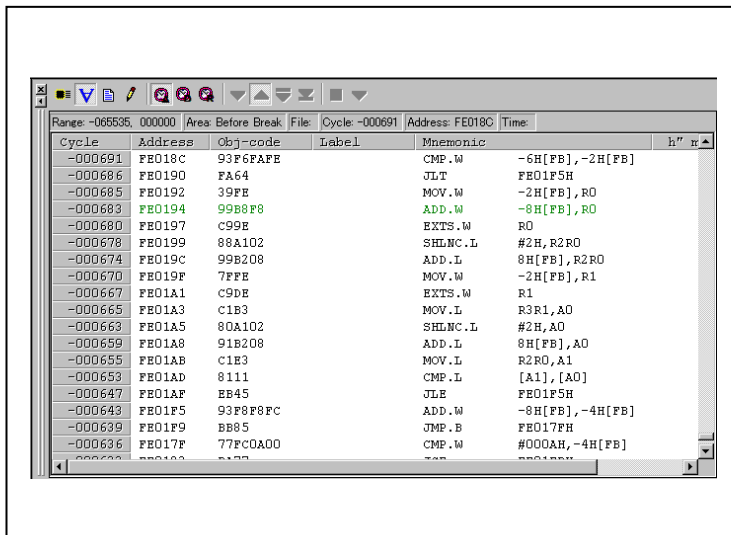 Range: -065535, 000000 Area: Before Break File: Cycle: -000691 Address: FE018C Time:
Cycle Address Obj-code Label Mnemonic h" m
-000691 FE018C 93F6FAFE CMP.W -6H[FB],-2H[FB]
-000686 FE0190 FA64 JLT FE01F5H
-000685 FE0192 39FE MOV.W -2H[FB],R0
-000683 FE0194 99B8F8 ADD.W -8H[FB],R0
-000680 FE0197 C99E EXTS.W R0
-000678 FE0199 88A102 SHLNC.L #2H,R2R0
-000674 FE019C 99B208 ADD.L 8H[FB],R2R0
-000670 FE019F 7FFE MOV.W -2H[FB],R1
-000667 FE01A1 C9DE EXTS.W R1
-000665 FE01A3 C1B3 MOV.L R3R1,A0
-000663 FE01A5 80A102 SHLNC.L #2H,A0
-000659 FE01A8 91B208 ADD.L 8H[FB],A0
-000655 FE01AB C1E3 MOV.L R2R0,A1
-000653 FE01AD 8111 CMP.L [A1],[A0]
-000647 FE01AF EB45 JLE FE01F5H
-000643 FE01F5 93F8F8FC ADD.W -8H[FB],-4H[FB]
-000639 FE01F9 BB85 JMP.B FE017FH
-000636 FE017F 77FC0A00 CMP.W #000AH,-4H[FB]